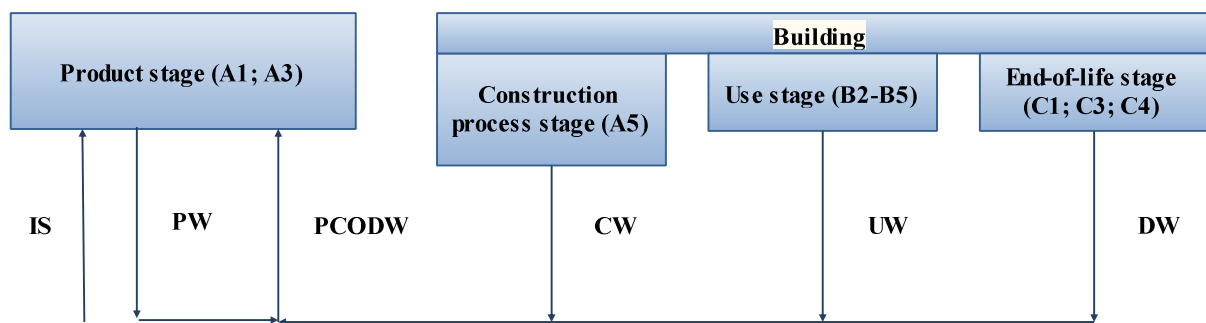 Building
Product stage (A1; A3)
Construction
process stage (A5)
Use stage (B2-B5)
End-of-life stage
(C1; C3; C4)
IS
PW
PCODW
CW
UW
DW